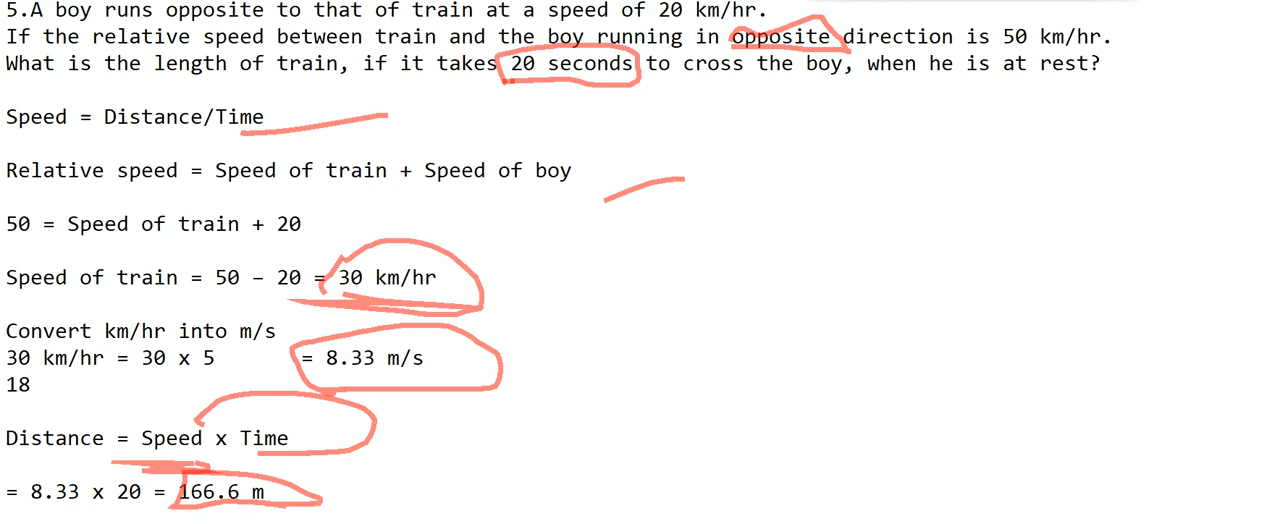 5.A boy runs opposite to that of train at a speed of 20 km/hr.
If the relative speed between train and the boy running in opposite direction is 50 km/hr.
What is the length of train, if it takes 20 seconds to cross the boy, when he is at rest?
Speed = Distance/Time
Relative speed = Speed of train + Speed of boy
50 = Speed of train + 20
Speed of train = 50 – 20 = 30 km/hr
Convert km/hr into m/s
30 km/hr = 30 x 5 = 8.33 m/s
18
Distance = Speed x Time
= 8.33 x 20 = 166.6 m